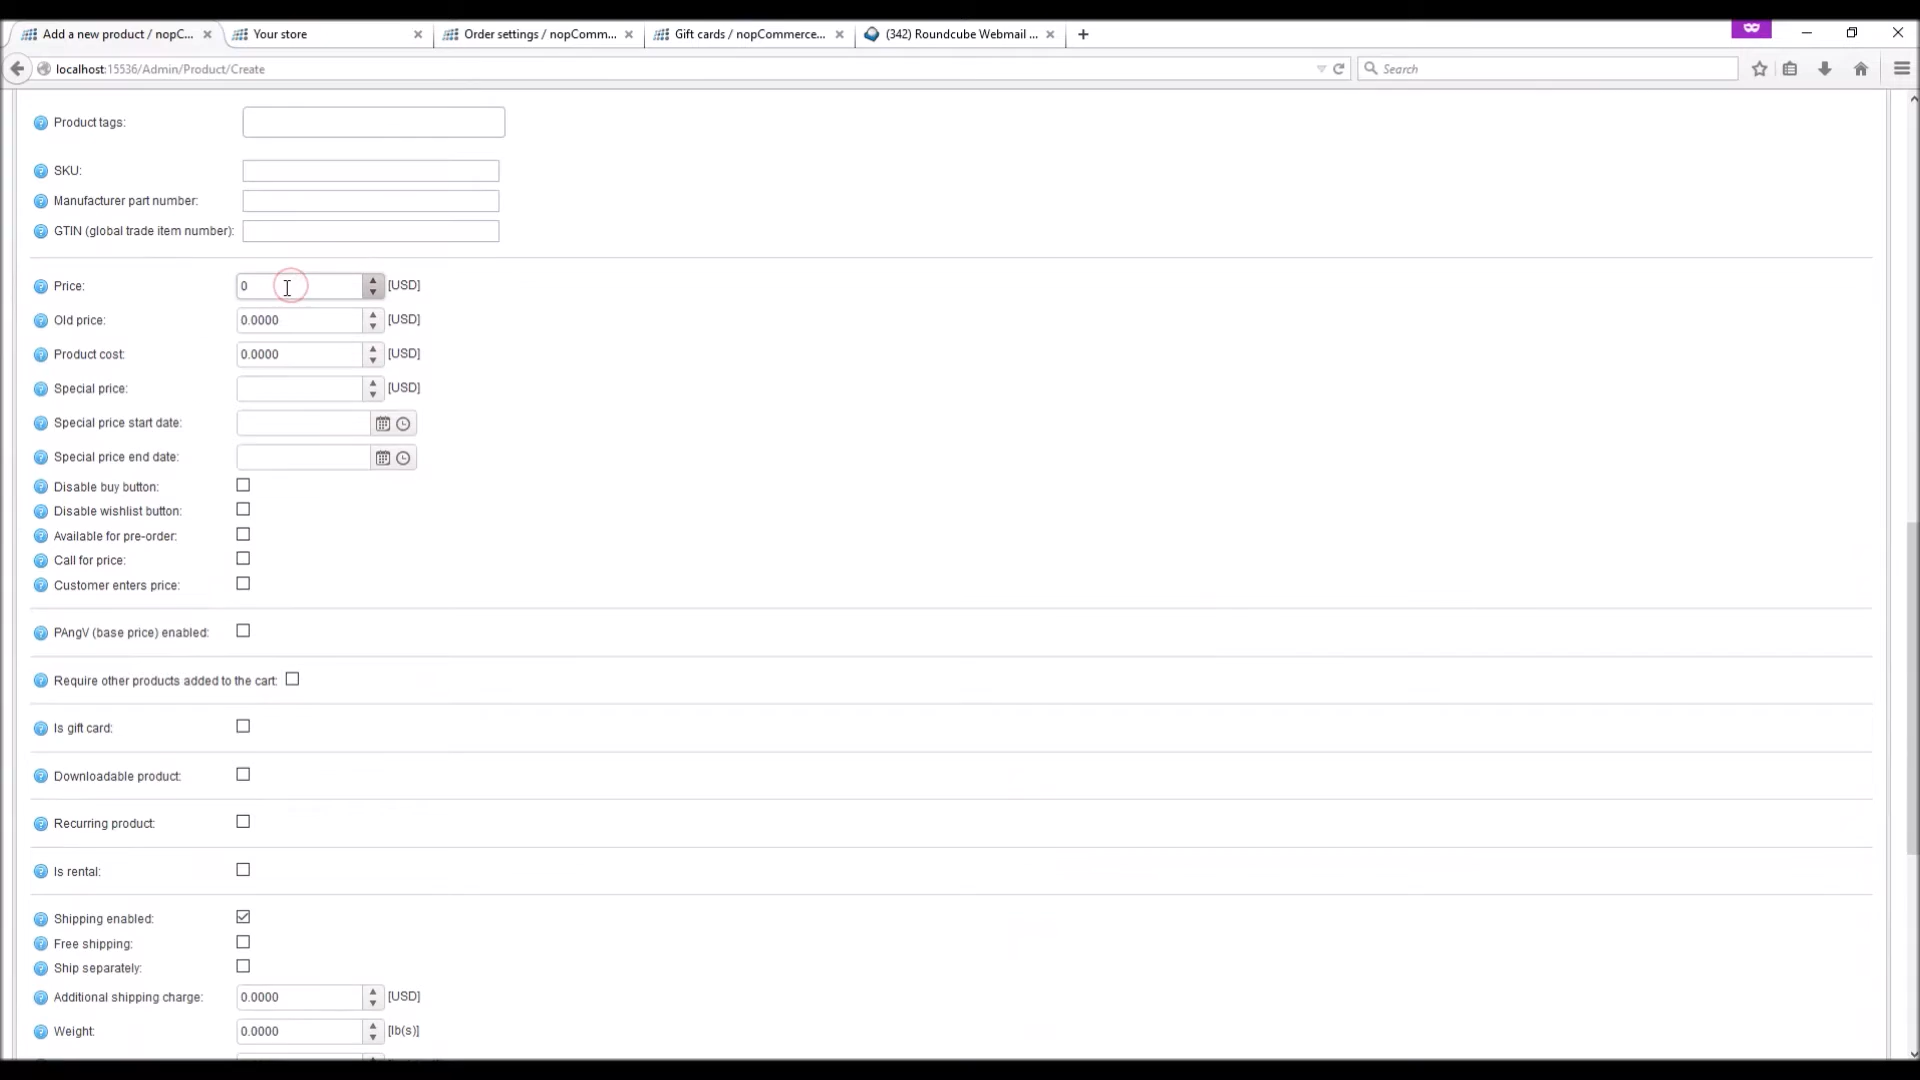 Add a new product / nopC...
Your store
Order settings / nopComm...
Gift cards / nopCommerce...
(342) Roundcube Webmail ...
localhost:15536/Admin/Product/Create
Search
Product tags:
SKU:
Manufacturer part number:
GTIN (global trade item number):
Price: 0 [USD]
Old price: 0.0000 [USD]
Product cost: 0.0000 [USD]
Special price: [USD]
Special price start date:
Special price end date:
Disable buy button:
Disable wishlist button:
Available for pre-order:
Call for price:
Customer enters price:
PAngV (base price) enabled:
Require other products added to the cart:
Is gift card:
Downloadable product:
Recurring product:
Is rental:
Shipping enabled:
Free shipping:
Ship separately:
Additional shipping charge: 0.0000 [USD]
Weight: 0.0000 [lb(s)]